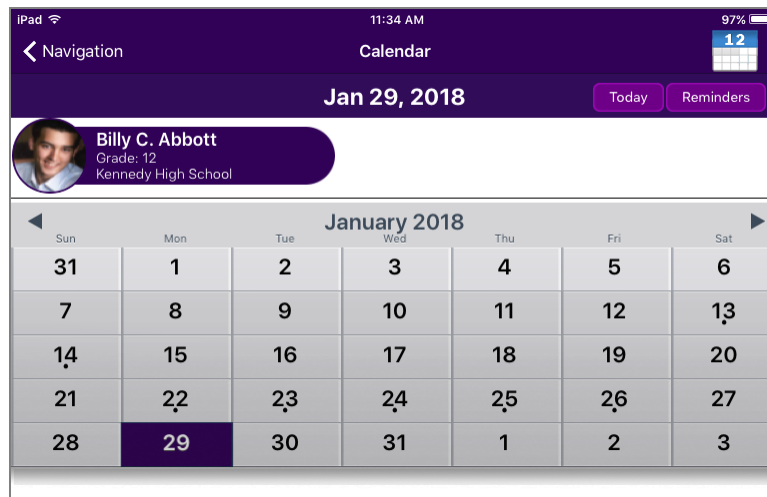 iPad 11:34 AM 97%
Navigation Calendar 12
Jan 29, 2018 Today Reminders
Billy C. Abbott
Grade: 12
Kennedy High School
January 2018
Sun Mon Tue Wed Thu Fri Sat
31 1 2 3 4 5 6
7 8 9 10 11 12 13
14 15 16 17 18 19 20
21 22 23 24 25 26 27
28 29 30 31 1 2 3